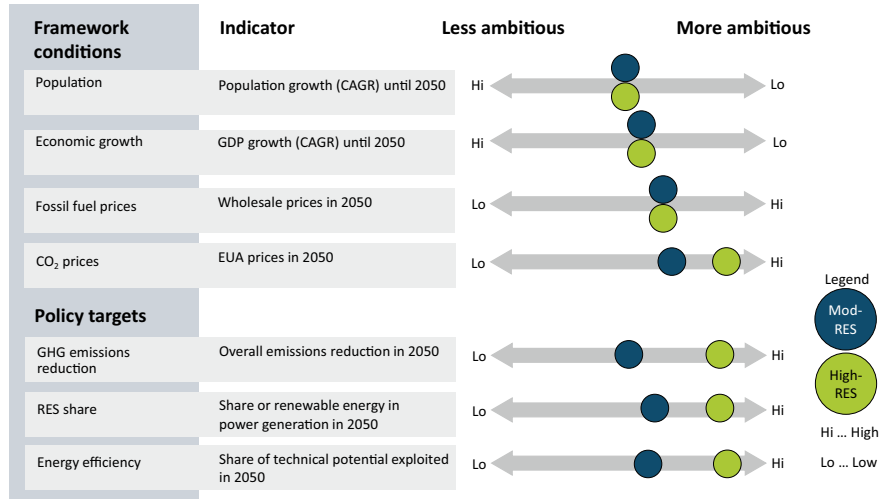 Framework conditions
Indicator
Less ambitious
More ambitious
Population
Population growth (CAGR) until 2050
Hi
Lo
Economic growth
GDP growth (CAGR) until 2050
Hi
Lo
Fossil fuel prices
Wholesale prices in 2050
Lo
Hi
CO₂ prices
EUA prices in 2050
Lo
Hi
Legend
Mod-
RES
High-
RES
Hi ... High
Lo ... Low
Policy targets
GHG emissions
reduction
Overall emissions reduction in 2050
Lo
Hi
RES share
Share or renewable energy in
power generation in 2050
Lo
Hi
Energy efficiency
Share of technical potential exploited
in 2050
Lo
Hi